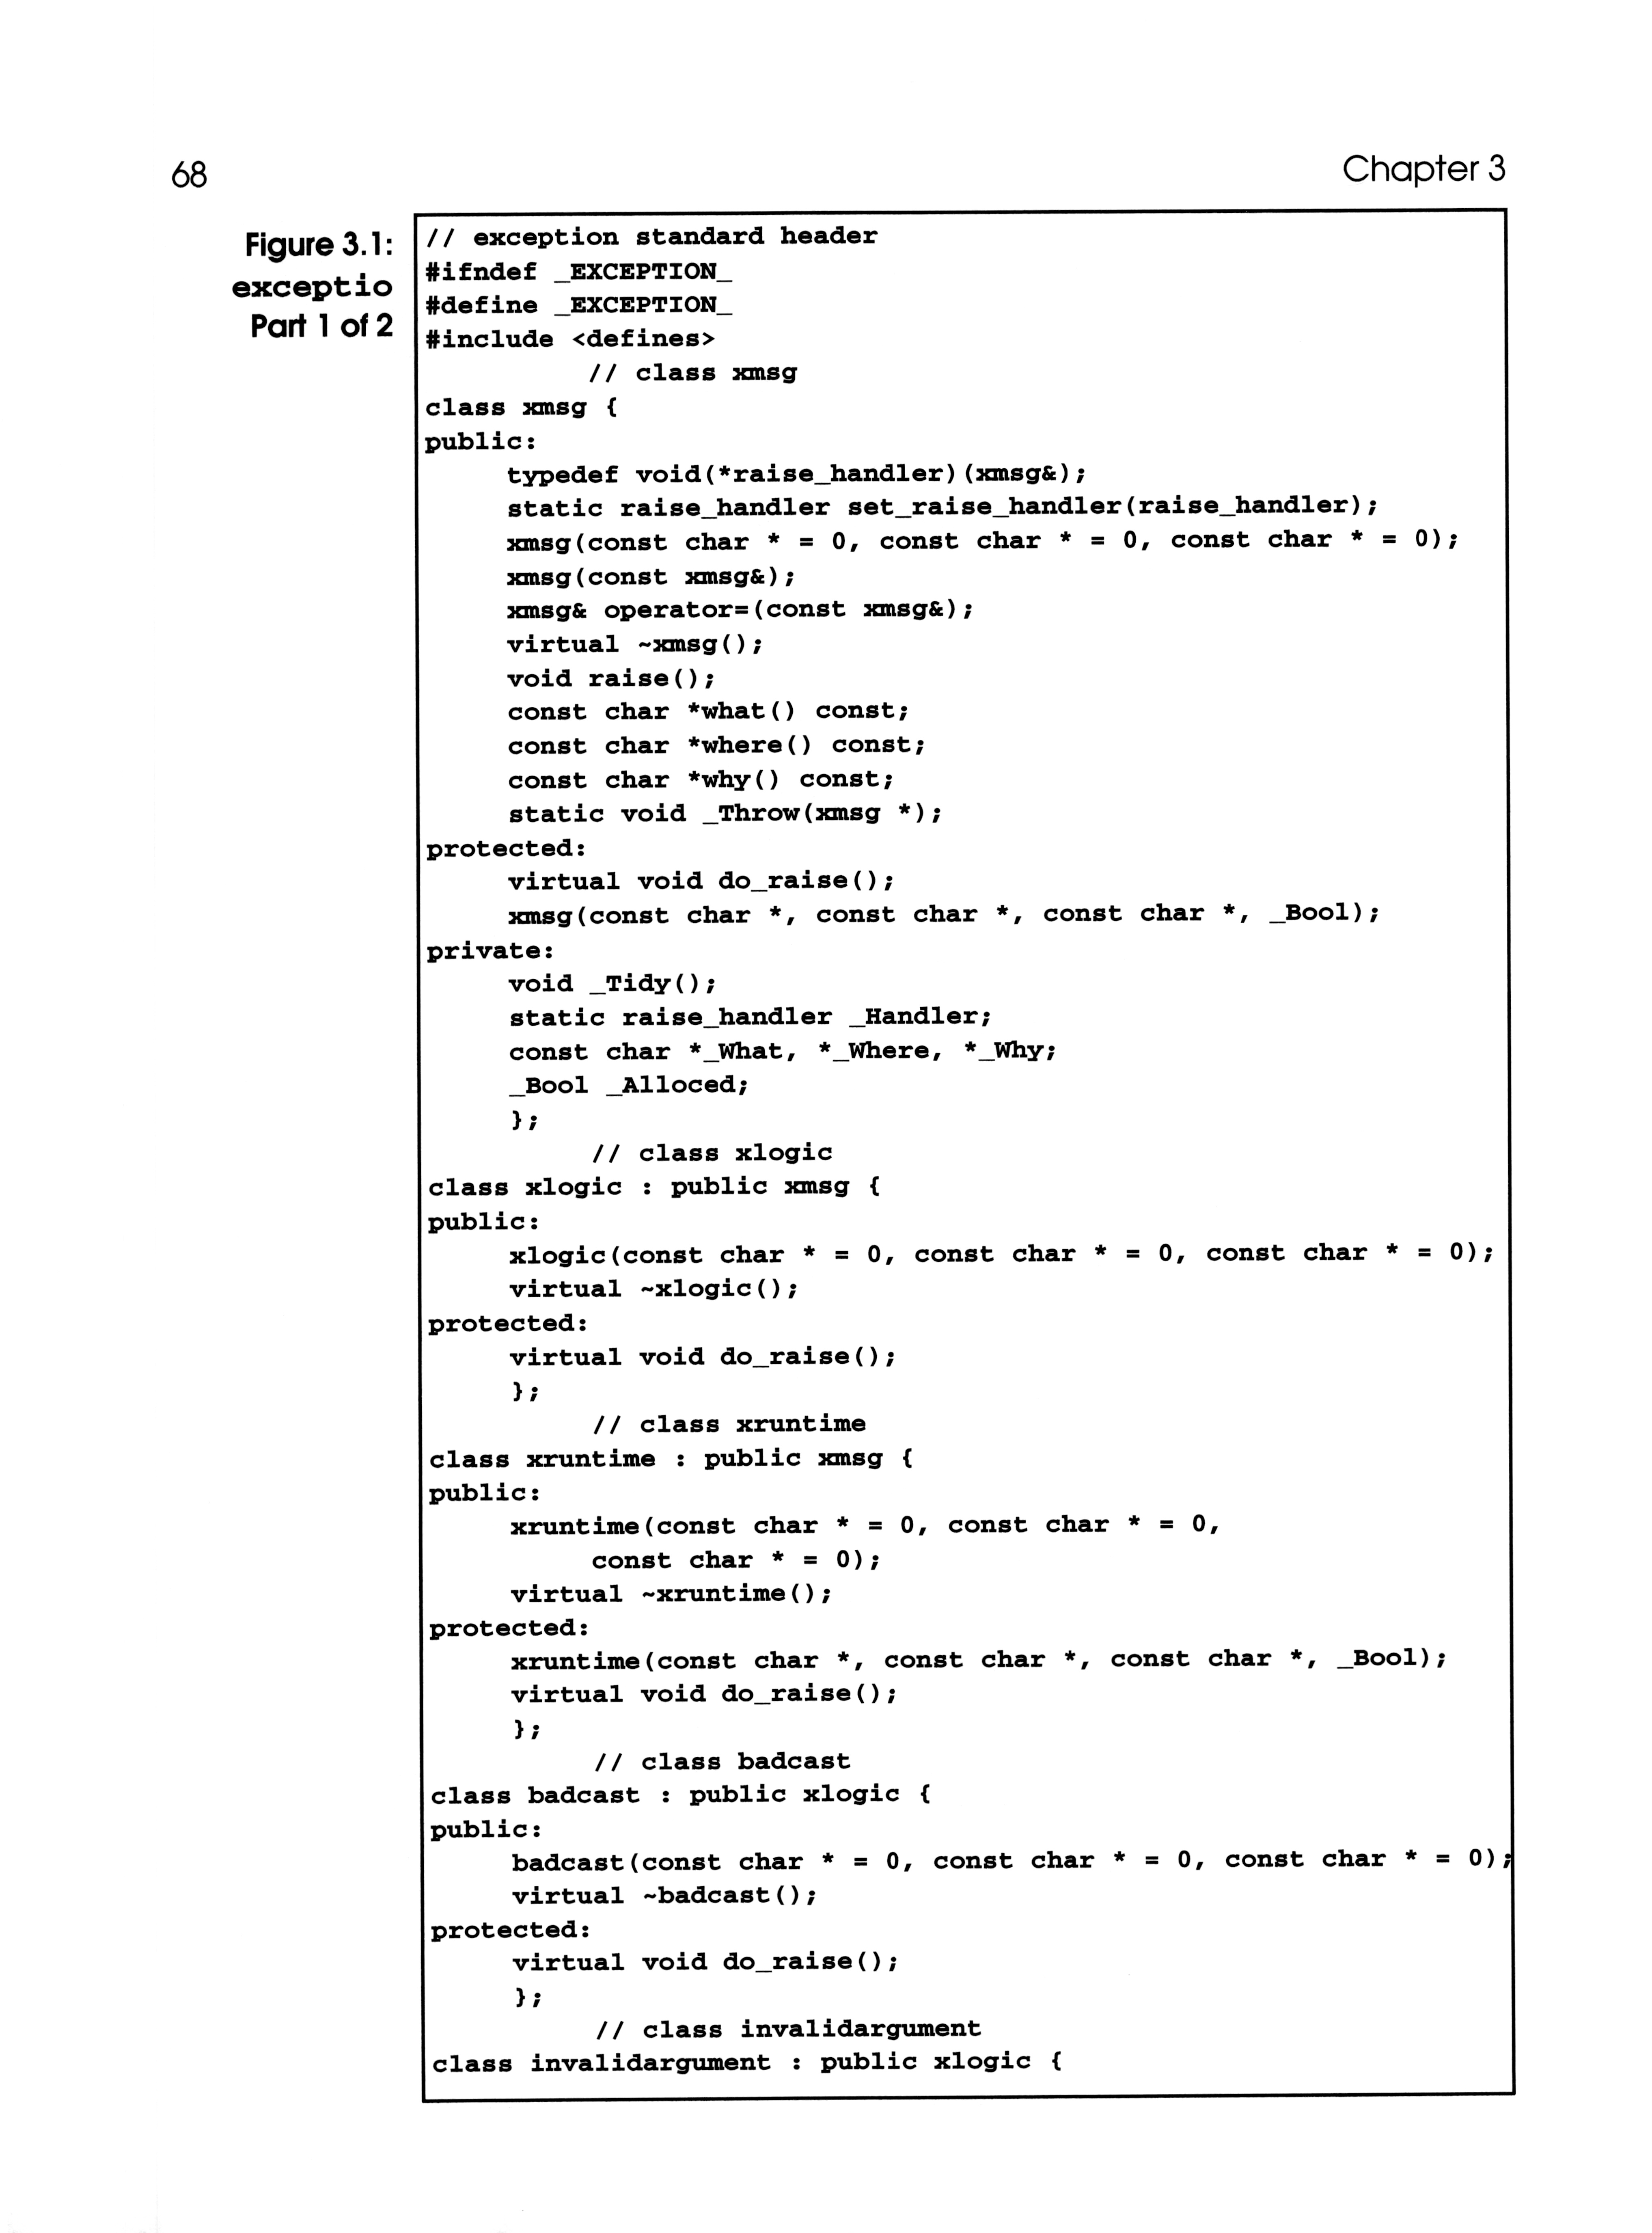 68
Chapter 3
Figure 3.1:
exceptio
Part 1 of 2
// exception standard header
#ifndef _EXCEPTION_
#define _EXCEPTION_
#include <defines>
// class xmsg
class xmsg {
public:
typedef void(*raise_handler)(xmsg&);
static raise_handler set_raise_handler(raise_handler);
xmsg(const char * = 0, const char * = 0, const char * = 0);
xmsg(const xmsg&);
xmsg& operator=(const xmsg&);
virtual ~xmsg();
void raise();
const char *what() const;
const char *where() const;
const char *why() const;
static void _Throw(xmsg *);
protected:
virtual void do_raise();
xmsg(const char *, const char *, const char *, _Bool);
private:
void _Tidy();
static raise_handler _Handler;
const char *_What, *_Where, *_Why;
_Bool _Alloced;
};
// class xlogic
class xlogic : public xmsg {
public:
xlogic(const char * = 0, const char * = 0, const char * = 0);
virtual ~xlogic();
protected:
virtual void do_raise();
};
// class xruntime
class xruntime : public xmsg {
public:
xruntime(const char * = 0, const char * = 0,
const char * = 0);
virtual ~xruntime();
protected:
xruntime(const char *, const char *, const char *, _Bool);
virtual void do_raise();
};
// class badcast
class badcast : public xlogic {
public:
badcast(const char * = 0, const char * = 0, const char * = 0);
virtual ~badcast();
protected:
virtual void do_raise();
};
// class invalidargument
class invalidargument : public xlogic {